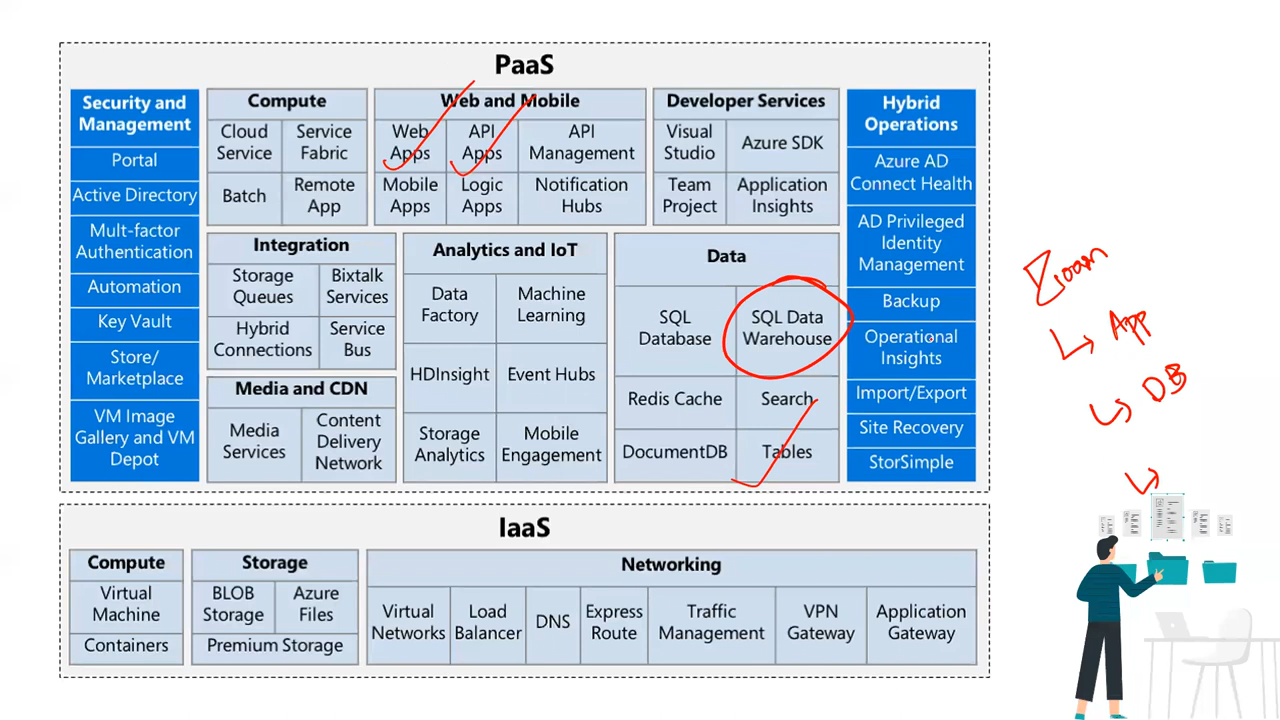 PaaS
Security and
Management
Portal
Active Directory
Mult-factor
Authentication
Automation
Key Vault
Store/
Marketplace
VM Image
Gallery and VM
Depot
Compute
Cloud
Service
Service
Fabric
Batch
Remote
App
Web and Mobile
Web
Apps
API
Apps
API
Management
Mobile
Apps
Logic
Apps
Notification
Hubs
Developer Services
Visual
Studio
Azure SDK
Team
Project
Application
Insights
Integration
Storage
Queues
Bixtalk
Services
Hybrid
Connections
Service
Bus
Media and CDN
Media
Services
Content
Delivery
Network
Analytics and IoT
Data
Factory
Machine
Learning
HDInsight
Event Hubs
Storage
Analytics
Mobile
Engagement
Data
SQL
Database
SQL Data
Warehouse
Redis Cache
Search
DocumentDB
Tables
Hybrid
Operations
Azure AD
Connect Health
AD Privileged
Identity
Management
Backup
Operational
Insights
Import/Export
Site Recovery
StorSimple
App
DB
IaaS
Compute
Virtual
Machine
Containers
Storage
BLOB
Storage
Azure
Files
Premium Storage
Networking
Virtual
Networks
Load
Balancer
DNS
Express
Route
Traffic
Management
VPN
Gateway
Application
Gateway